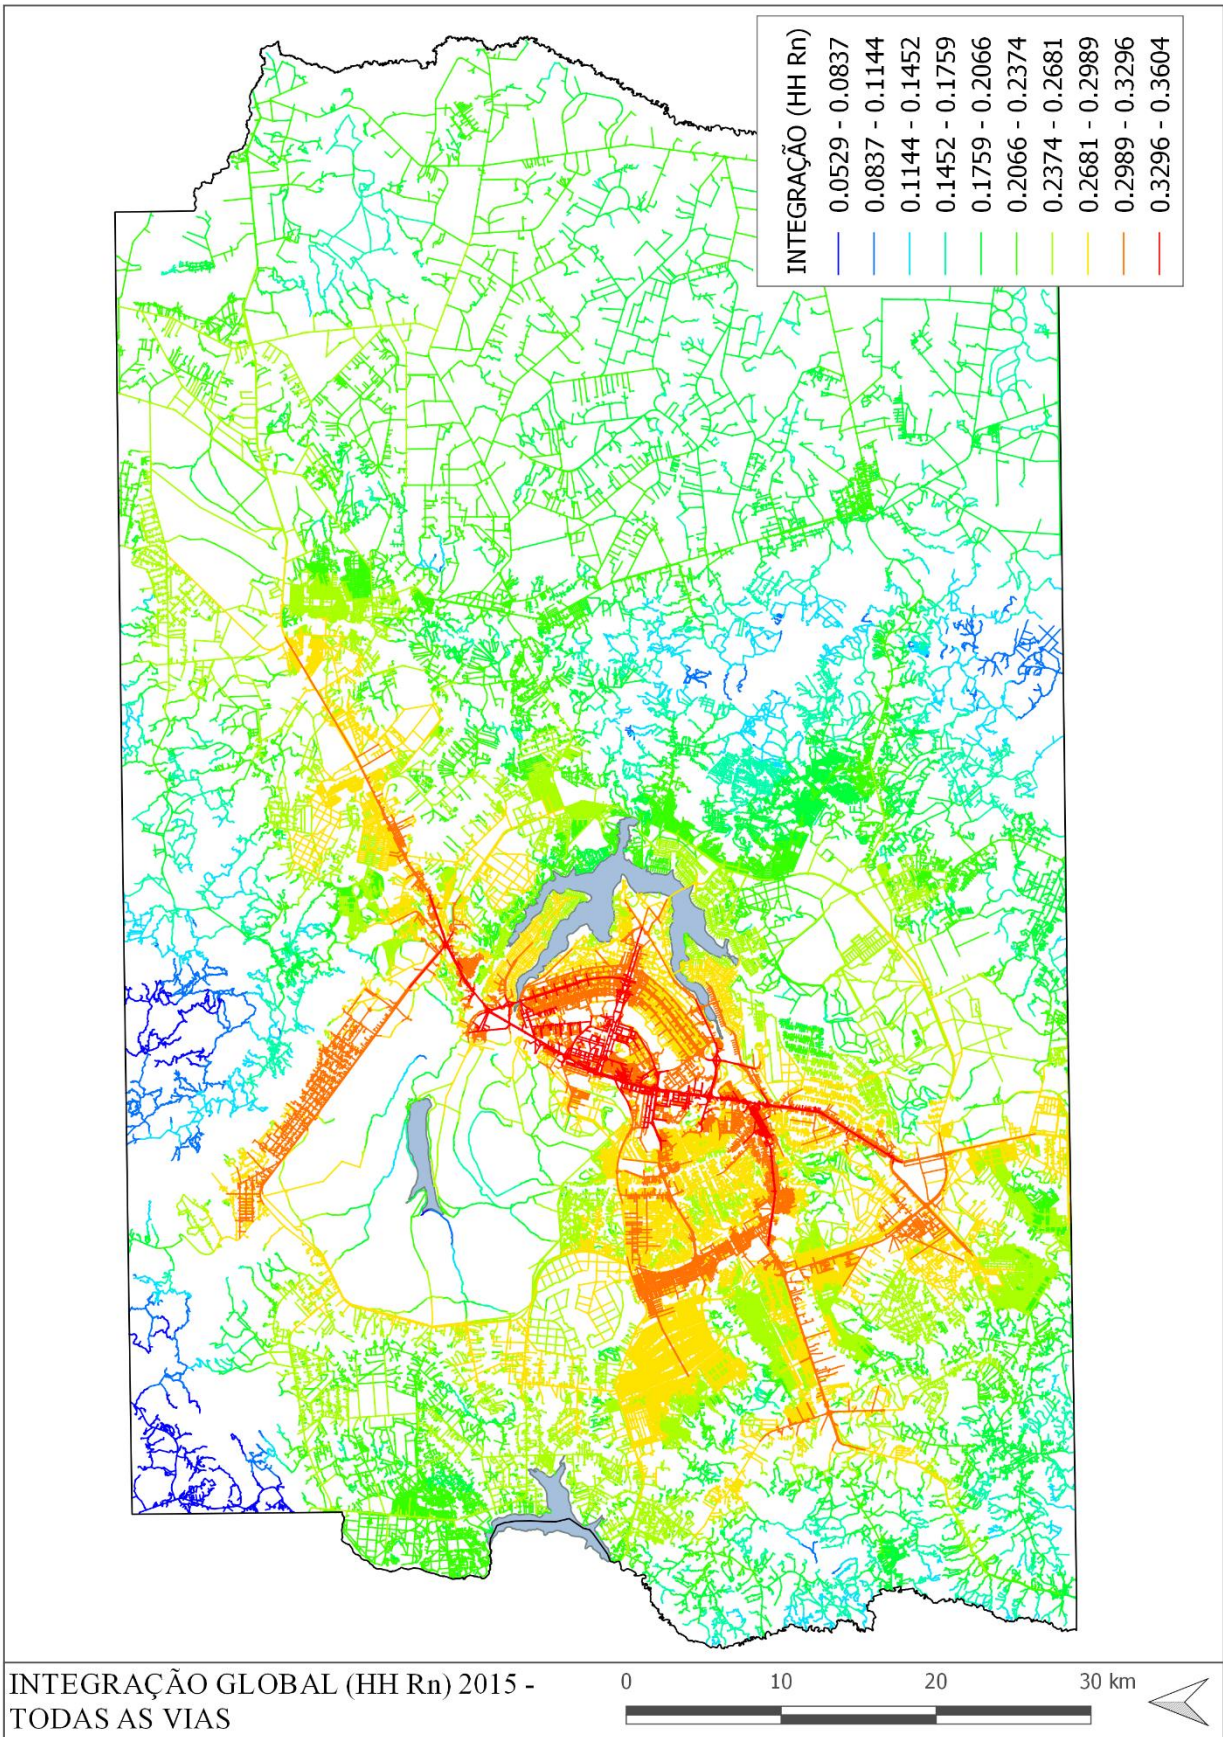 INTEGRAÇÃO (HH Rn)
0.0529 - 0.0837
0.0837 - 0.1144
0.1144 - 0.1452
0.1452 - 0.1759
0.1759 - 0.2066
0.2066 - 0.2374
0.2374 - 0.2681
0.2681 - 0.2989
0.2989 - 0.3296
0.3296 - 0.3604
INTEGRAÇÃO GLOBAL (HH Rn) 2015 -
TODAS AS VIAS
0 10 20 30 km